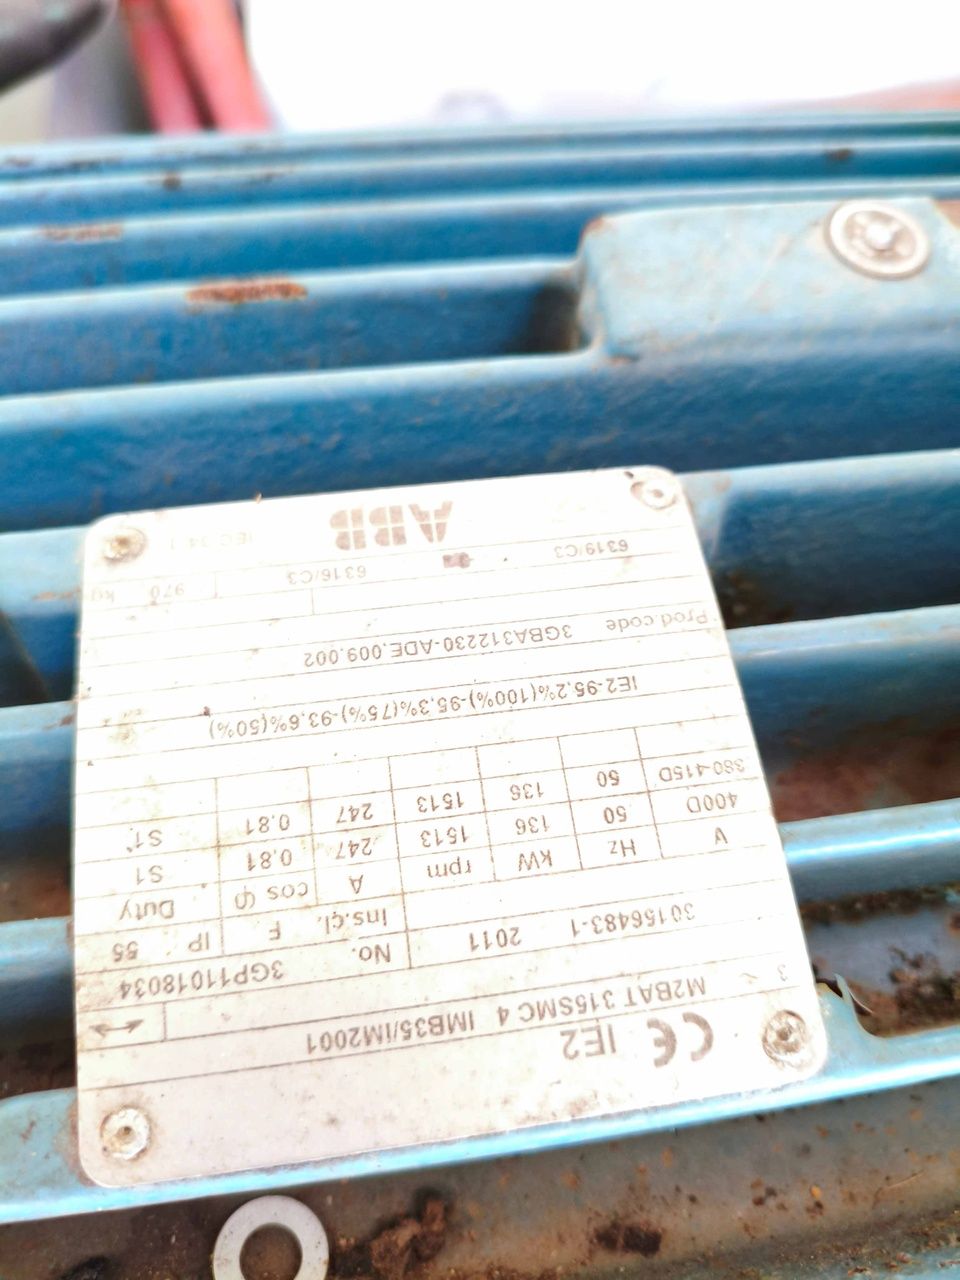 CE IE2
3 ~ M2BAT 315SMC 4 IMB35/IM2001
30156483-1 2011 No. 3GP11018034
Ins.cl. F IP 55
V Hz kW rpm A cos φ Duty
400D 50 136 1513 247 0.81 S1
380-415D 50 136 1513 247 0.81 S1
IE2-95,2%(100%)-95,3%(75%)-93,6%(50%)
Prod.code 3GBA312230-ADE.009.002
6319/C3 6316/C3 970 kg
ABB IEC 34-1